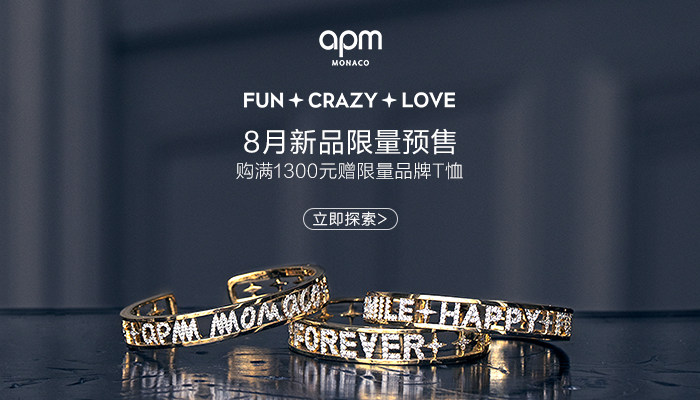 apm
MONACO
FUN✦CRAZY✦LOVE
8月新品限量预售
购满1300元赠限量品牌T恤
立即探索>
apm MONACO
SMILE✦HAPPY
FOREVER✦